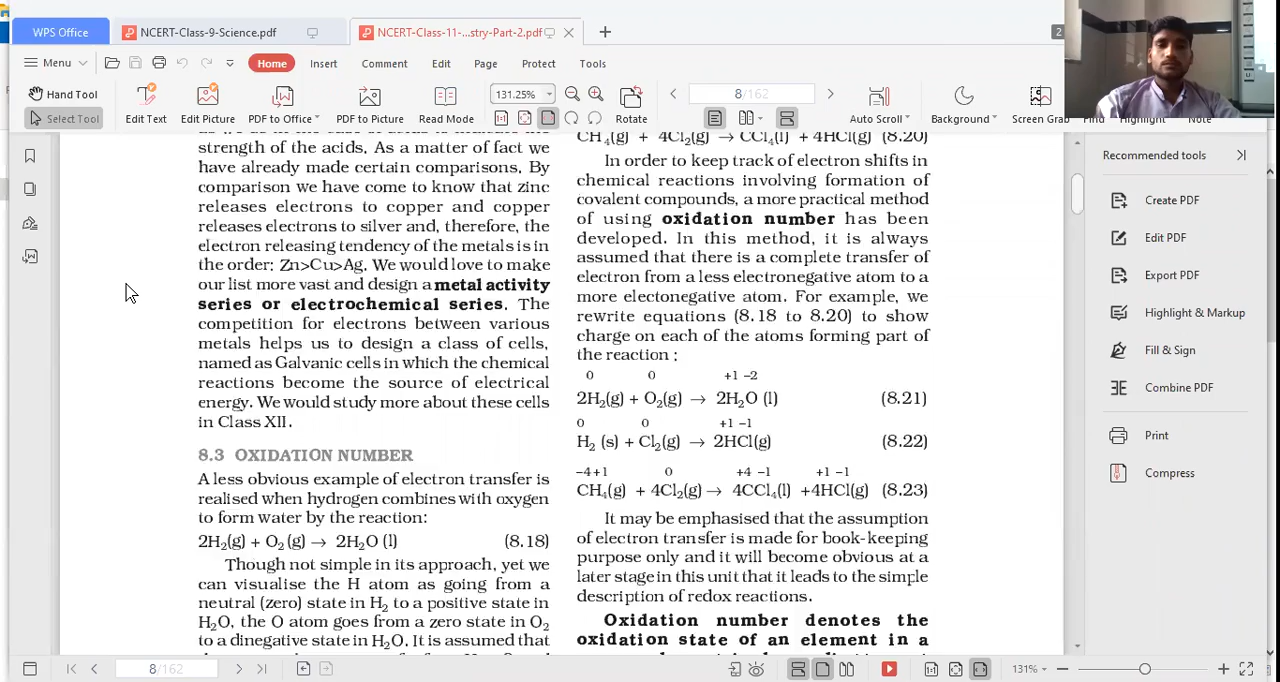 WPS Office
NCERT-Class-9-Science.pdf
NCERT-Class-11-...stry-Part-2.pdf
2
Menu
Home
Insert
Comment
Edit
Page
Protect
Tools
Hand Tool
Select Tool
Edit Text
Edit Picture
PDF to Office
PDF to Picture
Read Mode
131.25%
Rotate
8/162
Auto Scroll
Background
Screen Grab
Find
Highlight
Note
strength of the acids. As a matter of fact we
have already made certain comparisons. By
comparison we have come to know that zinc
releases electrons to copper and copper
releases electrons to silver and, therefore, the
electron releasing tendency of the metals is in
the order: Zn>Cu>Ag. We would love to make
our list more vast and design a metal activity
series or electrochemical series. The
competition for electrons between various
metals helps us to design a class of cells,
named as Galvanic cells in which the chemical
reactions become the source of electrical
energy. We would study more about these cells
in Class XII.
8.3 OXIDATION NUMBER
A less obvious example of electron transfer is
realised when hydrogen combines with oxygen
to form water by the reaction:
2H₂(g) + O₂ (g) → 2H₂O (l) (8.18)
Though not simple in its approach, yet we
can visualise the H atom as going from a
neutral (zero) state in H₂ to a positive state in
H₂O, the O atom goes from a zero state in O₂
to a dinegative state in H₂O. It is assumed that
CH₄(g) + 4Cl₂(g) → CCl₄(l) + 4HCl(g) (8.20)
In order to keep track of electron shifts in
chemical reactions involving formation of
covalent compounds, a more practical method
of using oxidation number has been
developed. In this method, it is always
assumed that there is a complete transfer of
electron from a less electronegative atom to a
more electonegative atom. For example, we
rewrite equations (8.18 to 8.20) to show
charge on each of the atoms forming part of
the reaction :
0 0 +1 –2
2H₂(g) + O₂(g) → 2H₂O (l) (8.21)
0 0 +1 –1
H₂ (s) + Cl₂(g) → 2HCl(g) (8.22)
–4+1 0 +4 –1 +1 –1
CH₄(g) + 4Cl₂(g) → 4CCl₄(l) +4HCl(g) (8.23)
It may be emphasised that the assumption
of electron transfer is made for book-keeping
purpose only and it will become obvious at a
later stage in this unit that it leads to the simple
description of redox reactions.
Oxidation number denotes the
oxidation state of an element in a
Recommended tools
Create PDF
Edit PDF
Export PDF
Highlight & Markup
Fill & Sign
Combine PDF
Print
Compress
8/162
131%